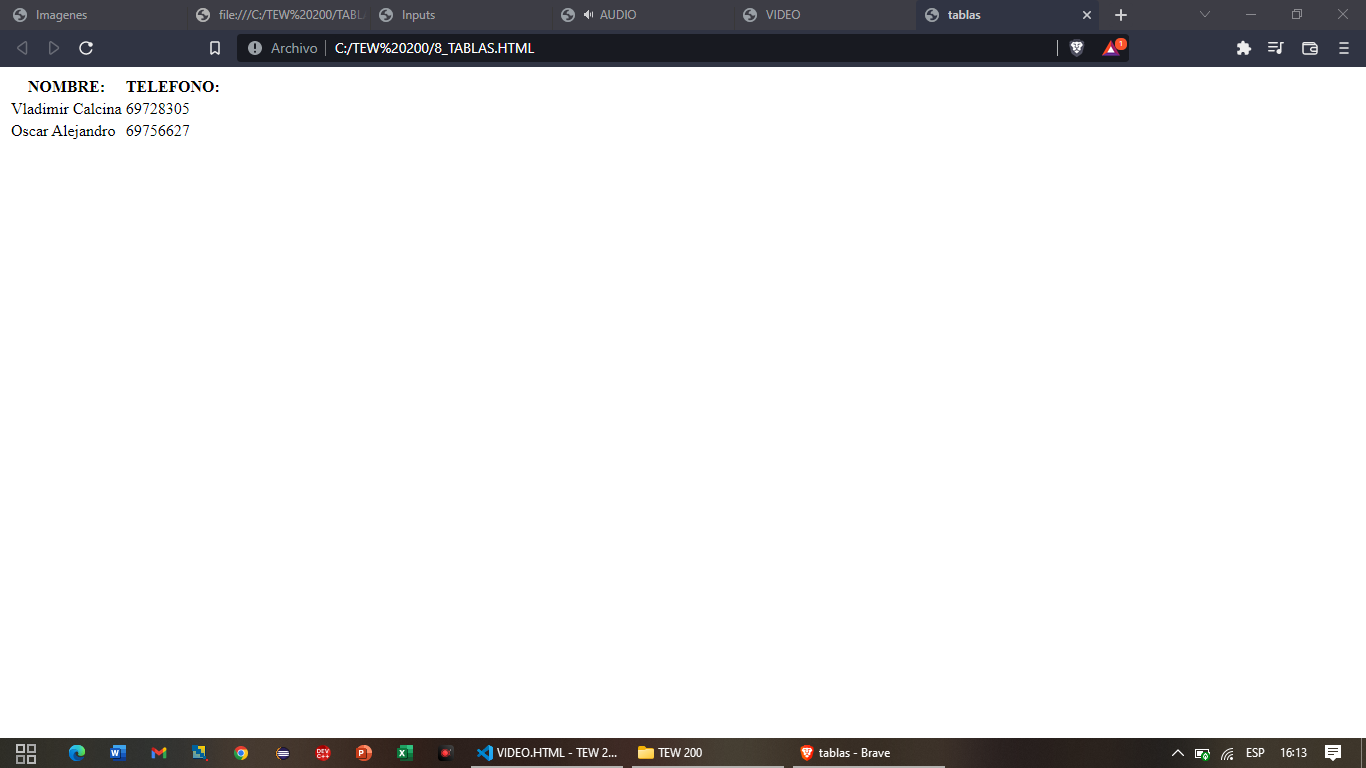 Imagenes file:///C:/TEW%20200/TABL Inputs AUDIO VIDEO tablas
Archivo C:/TEW%20200/8_TABLAS.HTML 1
NOMBRE: TELEFONO:
Vladimir Calcina 69728305
Oscar Alejandro 69756627
VIDEO.HTML - TEW 2... TEW 200 tablas - Brave ESP 16:13